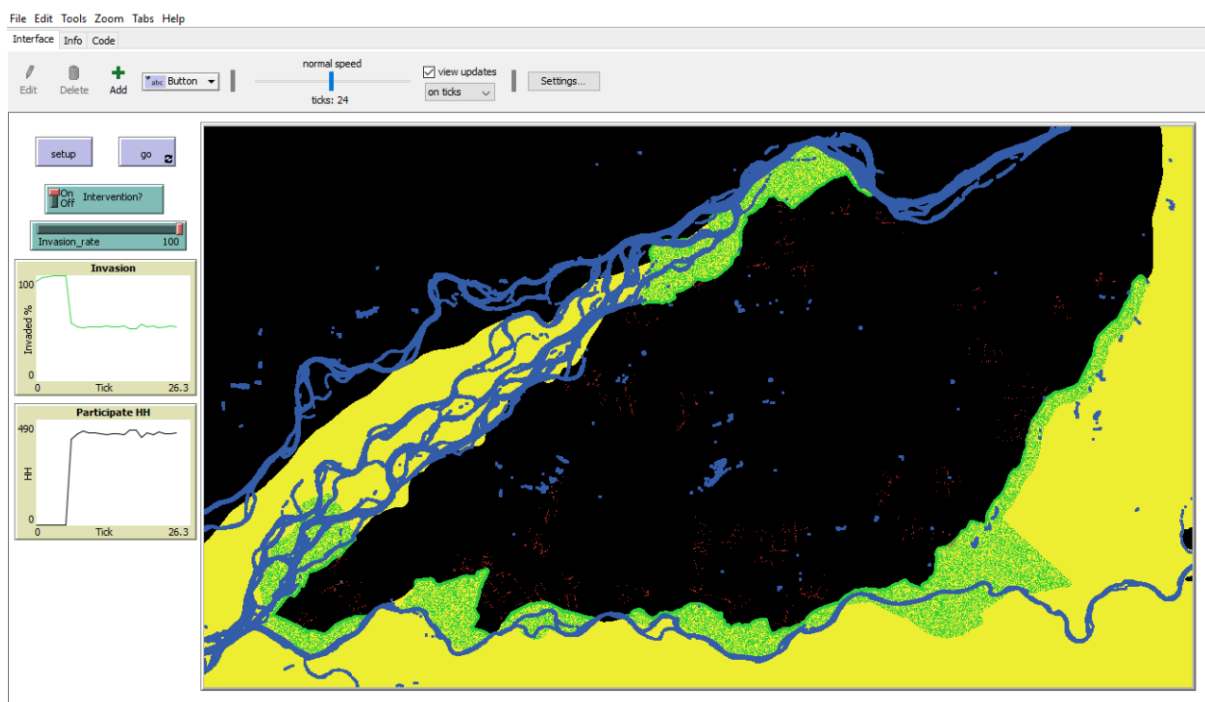 File Edit Tools Zoom Tabs Help
Interface Info Code
normal speed
Edit Delete Add abc Button
view updates
on ticks
Settings...
ticks: 24
setup go
On
Off
Intervention?
Invasion_rate 100
Invasion
100
Invaded %
0
0 Tick 26.3
Participate HH
490
HH
0
0 Tick 26.3